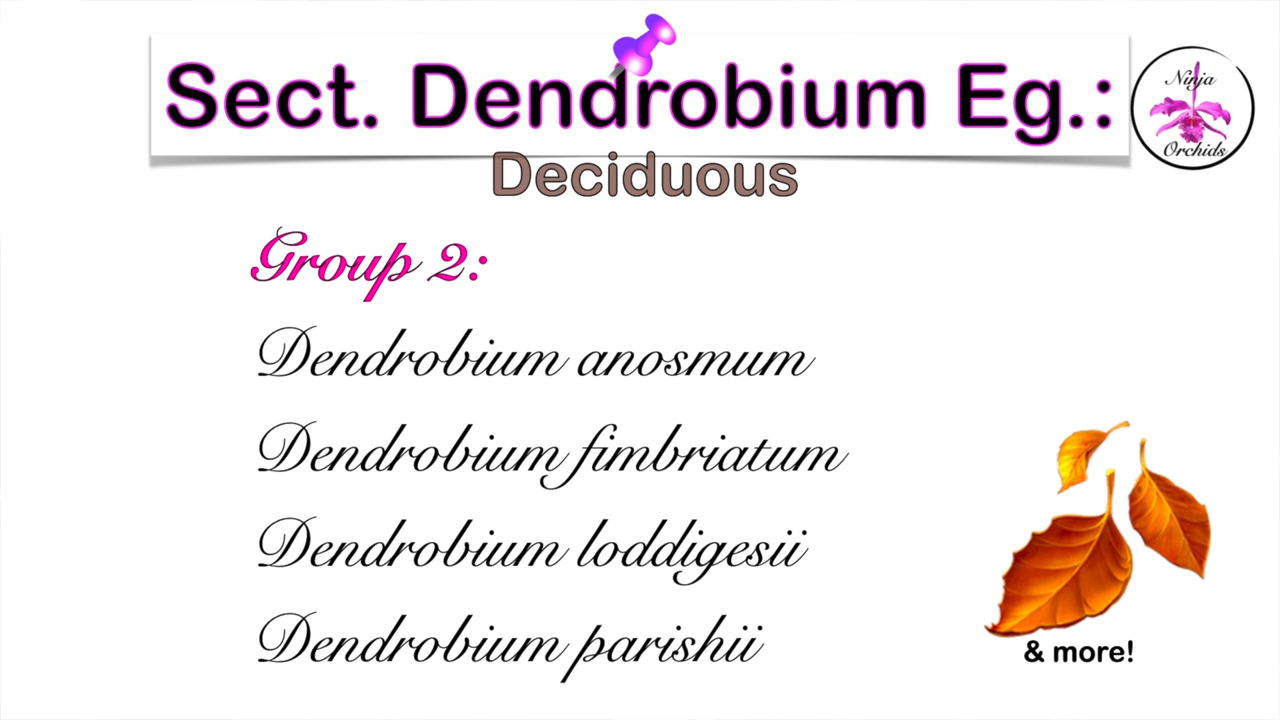 Sect. Dendrobium Eg.:
Ninja
Orchids
Deciduous
Group 2:
Dendrobium anosmum
Dendrobium fimbriatum
Dendrobium loddigesii
Dendrobium parishii
& more!